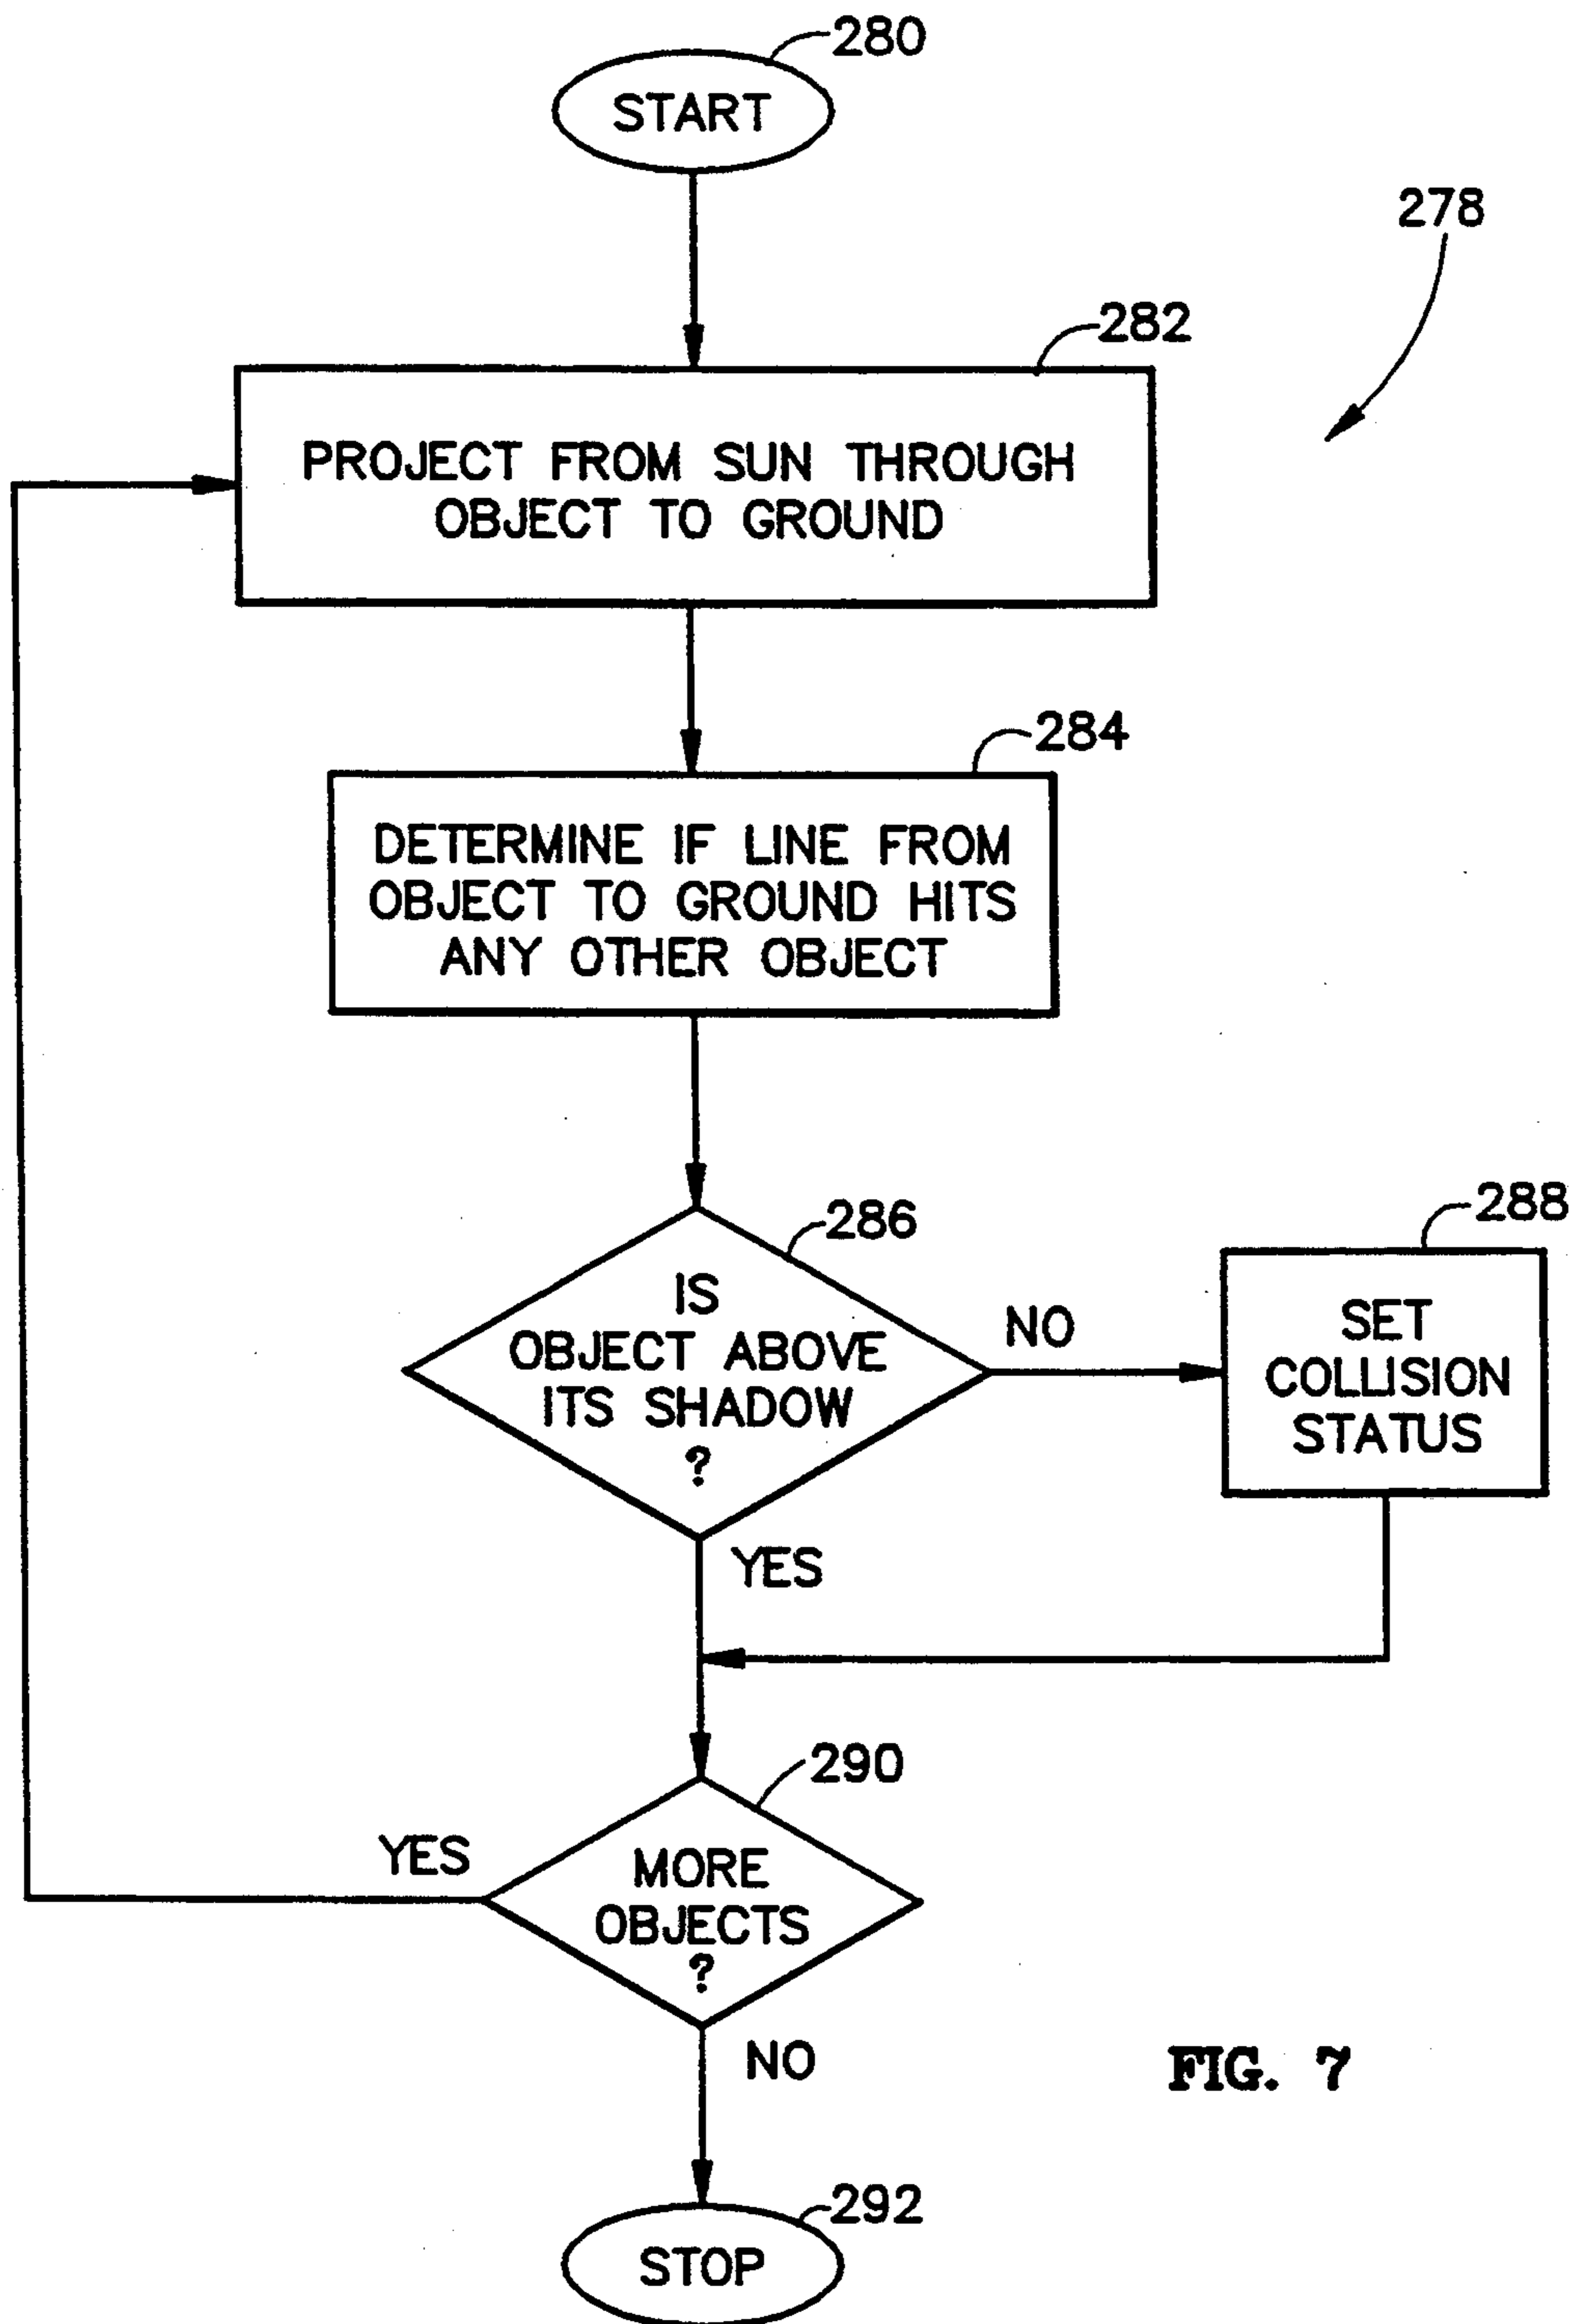 280
START
278
282
PROJECT FROM SUN THROUGH
OBJECT TO GROUND
284
DETERMINE IF LINE FROM
OBJECT TO GROUND HITS
ANY OTHER OBJECT
286
IS
OBJECT ABOVE
ITS SHADOW
?
NO
288
SET
COLLISION
STATUS
YES
290
YES
MORE
OBJECTS
?
NO
FIG. 7
292
STOP